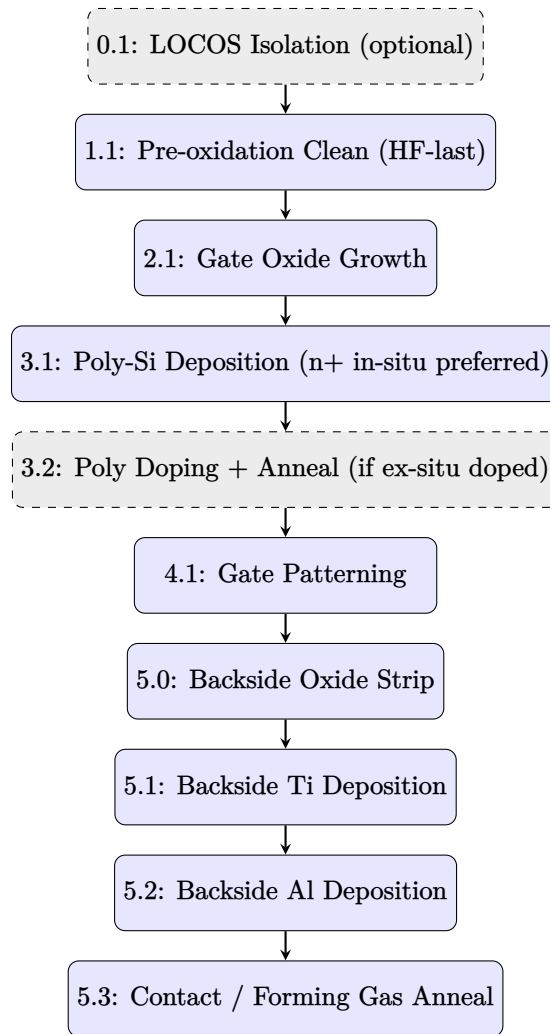 0.1: LOCOS Isolation (optional)
1.1: Pre-oxidation Clean (HF-last)
2.1: Gate Oxide Growth
3.1: Poly-Si Deposition (n+ in-situ preferred)
3.2: Poly Doping + Anneal (if ex-situ doped)
4.1: Gate Patterning
5.0: Backside Oxide Strip
5.1: Backside Ti Deposition
5.2: Backside Al Deposition
5.3: Contact / Forming Gas Anneal